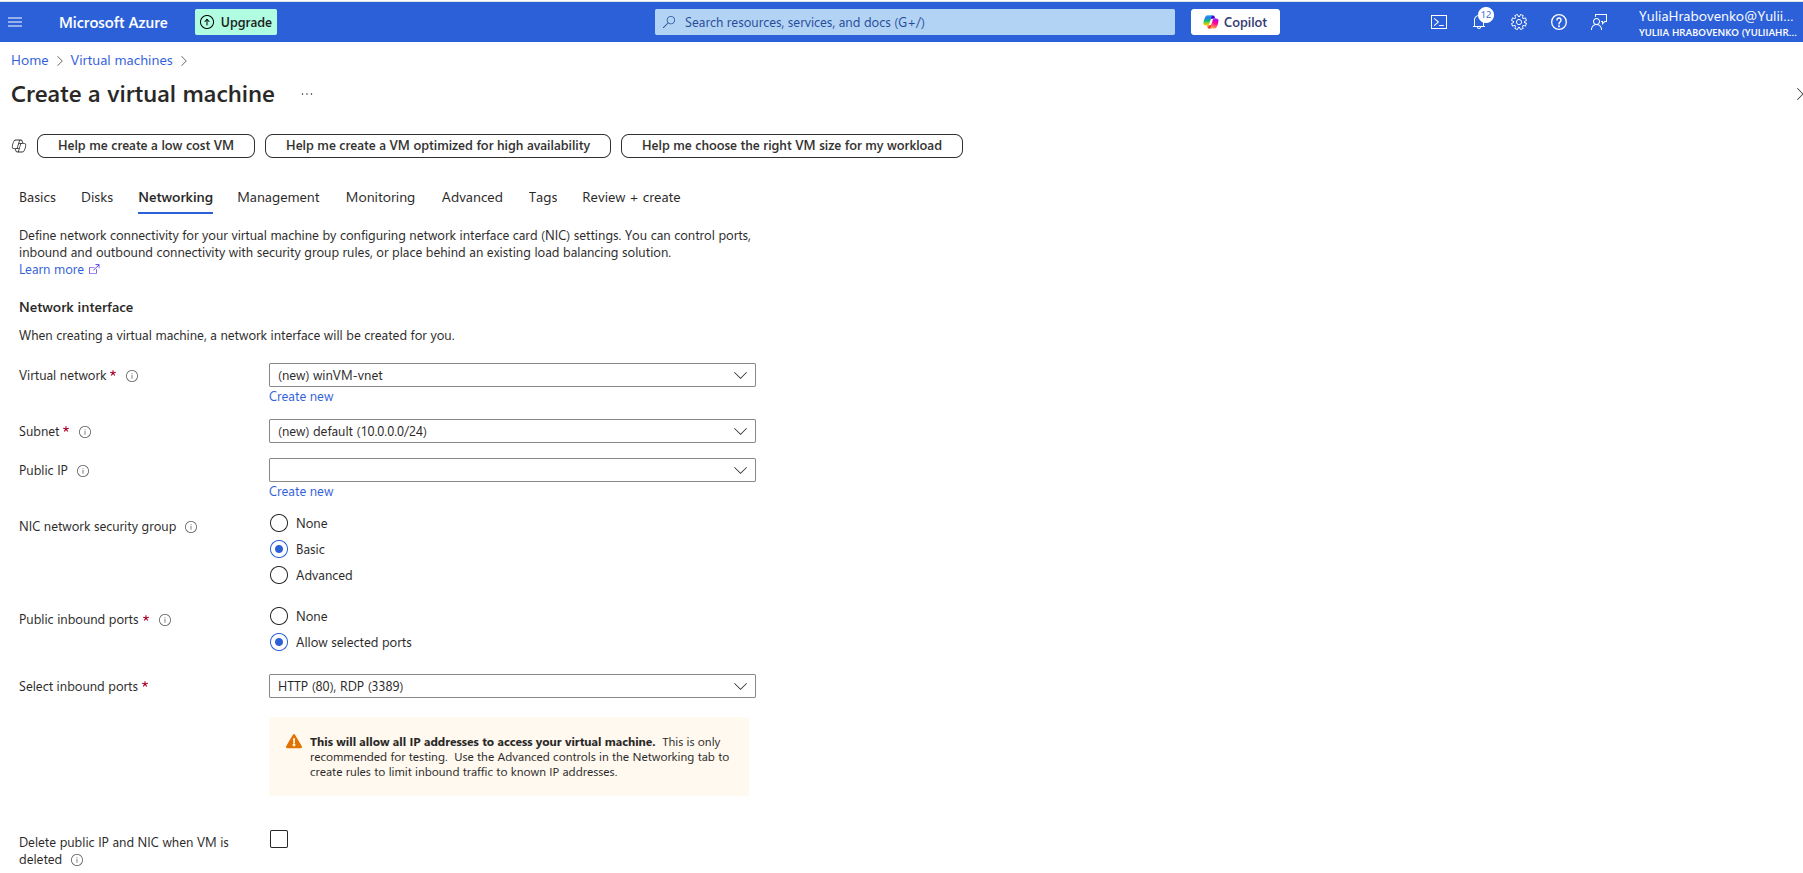 Microsoft Azure
Upgrade
Search resources, services, and docs (G+/)
Copilot
12
YuliaHrabovenko@Yulii...
YULIIA HRABOVENKO (YULIIAHR...
Home > Virtual machines >
Create a virtual machine ...
Help me create a low cost VM
Help me create a VM optimized for high availability
Help me choose the right VM size for my workload
Basics Disks Networking Management Monitoring Advanced Tags Review + create
Define network connectivity for your virtual machine by configuring network interface card (NIC) settings. You can control ports,
inbound and outbound connectivity with security group rules, or place behind an existing load balancing solution.
Learn more
Network interface
When creating a virtual machine, a network interface will be created for you.
Virtual network *
(new) winVM-vnet
Create new
Subnet *
(new) default (10.0.0.0/24)
Public IP
Create new
NIC network security group
None
Basic
Advanced
Public inbound ports *
None
Allow selected ports
Select inbound ports *
HTTP (80), RDP (3389)
This will allow all IP addresses to access your virtual machine. This is only
recommended for testing. Use the Advanced controls in the Networking tab to
create rules to limit inbound traffic to known IP addresses.
Delete public IP and NIC when VM is
deleted